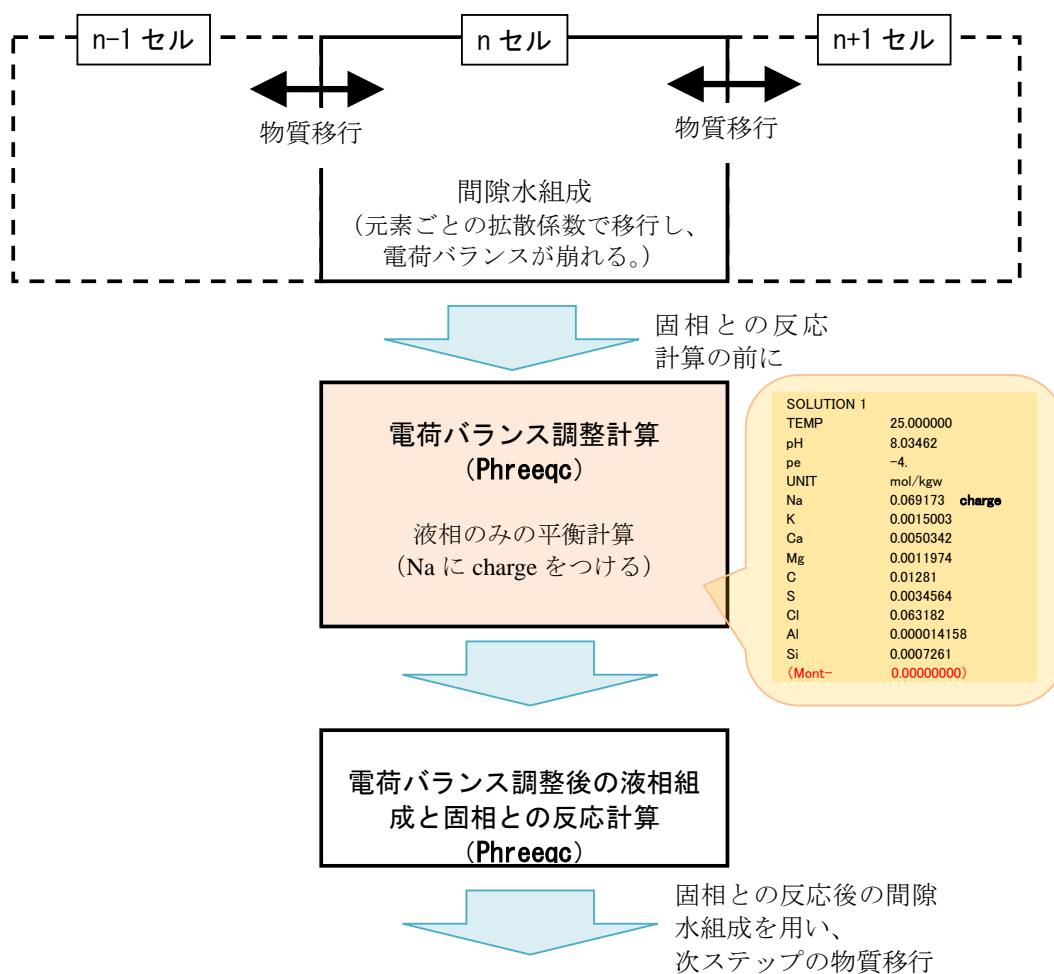 n-1 セル
n セル
n+1 セル
物質移行
物質移行
間隙水組成
（元素ごとの拡散係数で移行し、
電荷バランスが崩れる。）
固相との反応
計算の前に
電荷バランス調整計算
（Phreeqc）
液相のみの平衡計算
（Na に charge をつける）
SOLUTION 1
TEMP 25.000000
pH 8.03462
pe -4.
UNIT mol/kgw
Na 0.069173 charge
K 0.0015003
Ca 0.0050342
Mg 0.0011974
C 0.01281
S 0.0034564
Cl 0.063182
Al 0.000014158
Si 0.0007261
（Mont- 0.00000000）
電荷バランス調整後の液相組
成と固相との反応計算
（Phreeqc）
固相との反応後の間隙
水組成を用い、
次ステップの物質移行